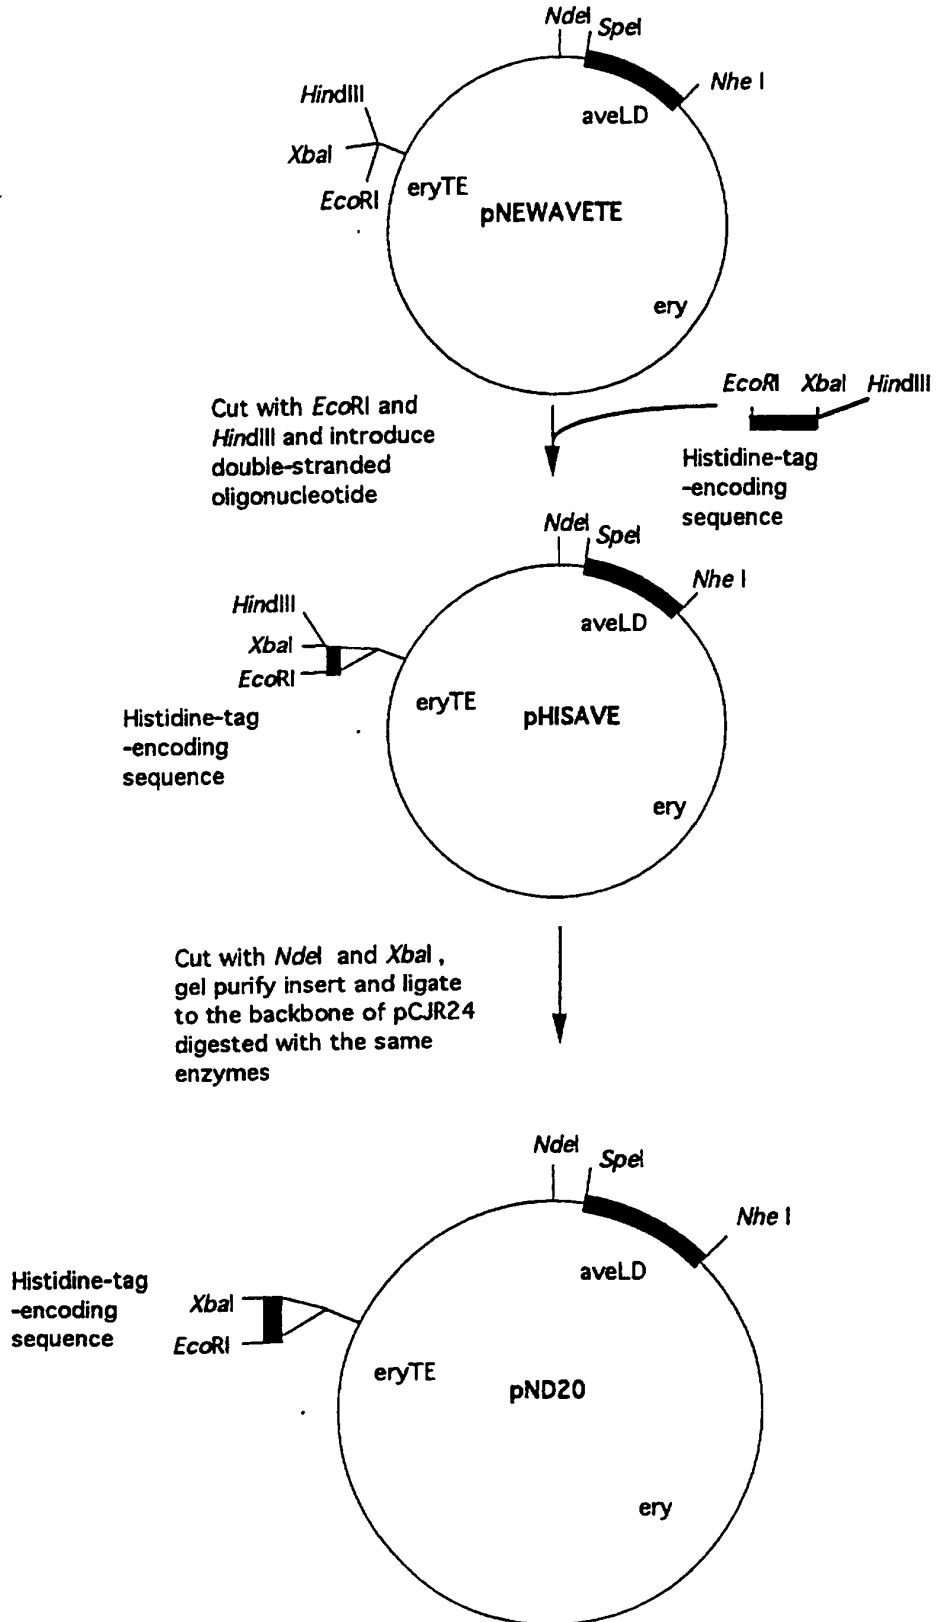 NdeI
SpeI
Nhe I
HindIII
XbaI
EcoRI
aveLD
eryTE
pNEWAVETE
ery
Cut with EcoRI and
HindIII and introduce
double-stranded
oligonucleotide
EcoRI XbaI HindIII
Histidine-tag
-encoding
sequence
NdeI
SpeI
Nhe I
HindIII
XbaI
EcoRI
aveLD
Histidine-tag
-encoding
sequence
eryTE
pHISAVE
ery
Cut with NdeI and XbaI ,
gel purify insert and ligate
to the backbone of pCJR24
digested with the same
enzymes
NdeI
SpeI
Nhe I
aveLD
Histidine-tag
-encoding
sequence
XbaI
EcoRI
eryTE
pND20
ery